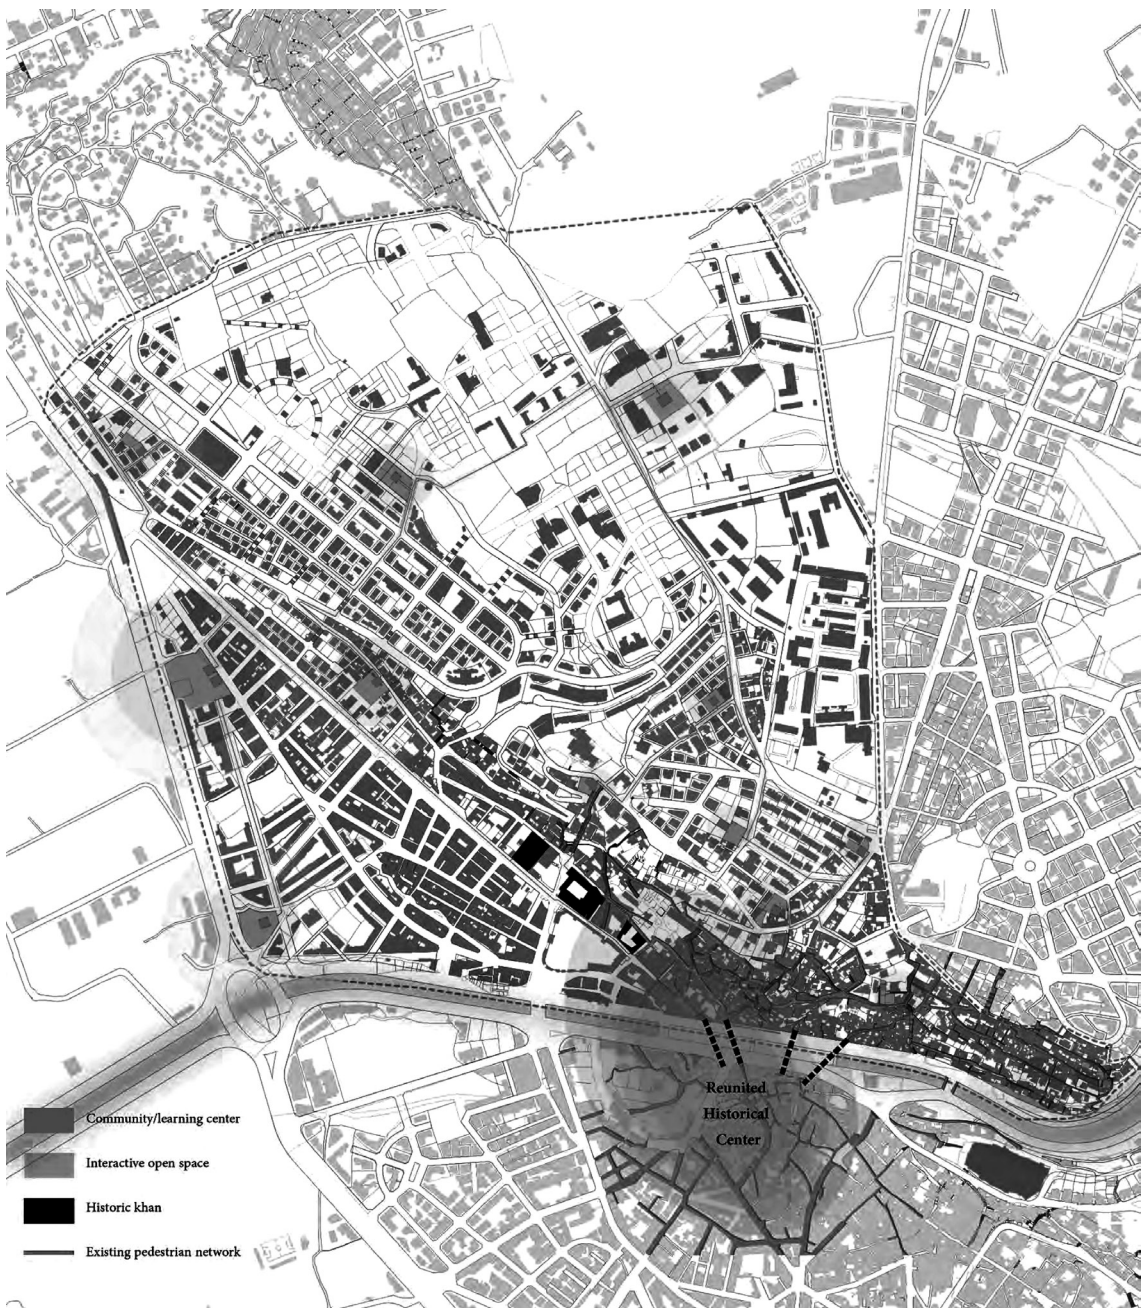 Reunited
Historical
Center
Community/learning center
Interactive open space
Historic khan
Existing pedestrian network